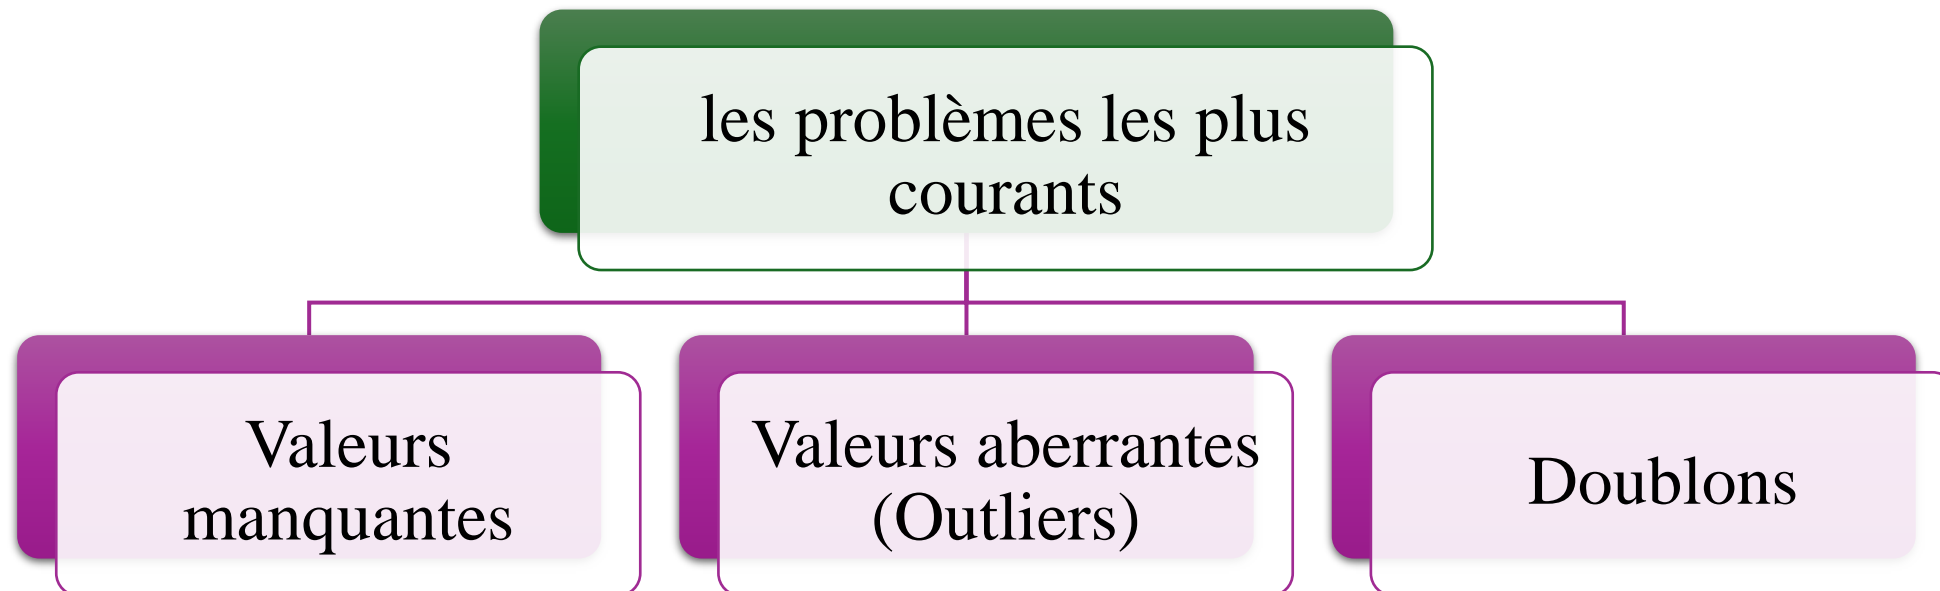 les problèmes les plus
courants
Valeurs
manquantes
Valeurs aberrantes
(Outliers)
Doublons